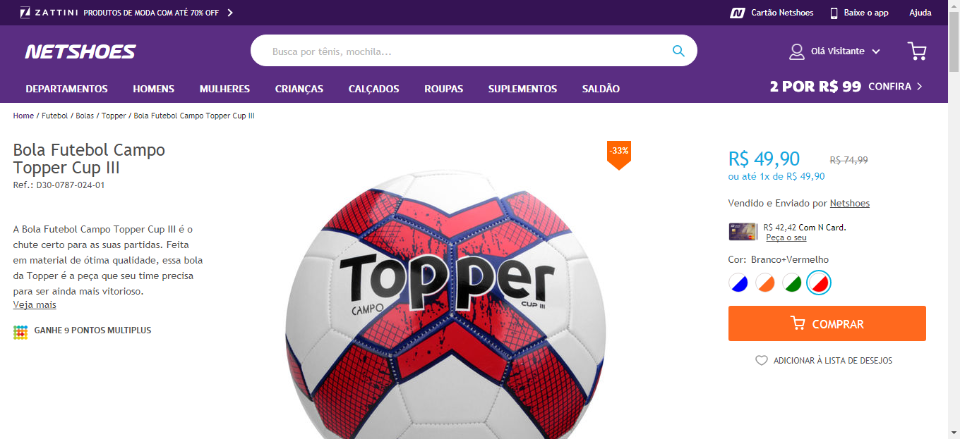 ZATTINI PRODUTOS DE MODA COM ATÉ 70% OFF
Cartão Netshoes
Baixe o app
Ajuda
NETSHOES
Busca por tênis, mochila...
Olá Visitante
DEPARTAMENTOS HOMENS MULHERES CRIANÇAS CALÇADOS ROUPAS SUPLEMENTOS SALDÃO
2 POR R$ 99 CONFIRA
Home / Futebol / Bolas / Topper / Bola Futebol Campo Topper Cup III
Bola Futebol Campo
Topper Cup III
Ref.: D30-0787-024-01
A Bola Futebol Campo Topper Cup III é o
chute certo para as suas partidas. Feita
em material de ótima qualidade, essa bola
da Topper é a peça que seu time precisa
para ser ainda mais vitorioso.
Veja mais
GANHE 9 PONTOS MULTIPLUS
-33%
Topper
CAMPO
CUP III
R$ 49,90 R$ 74,99
ou até 1x de R$ 49,90
Vendido e Enviado por Netshoes
R$ 42,42 Com N Card.
Peça o seu
Cor: Branco+Vermelho
COMPRAR
ADICIONAR À LISTA DE DESEJOS